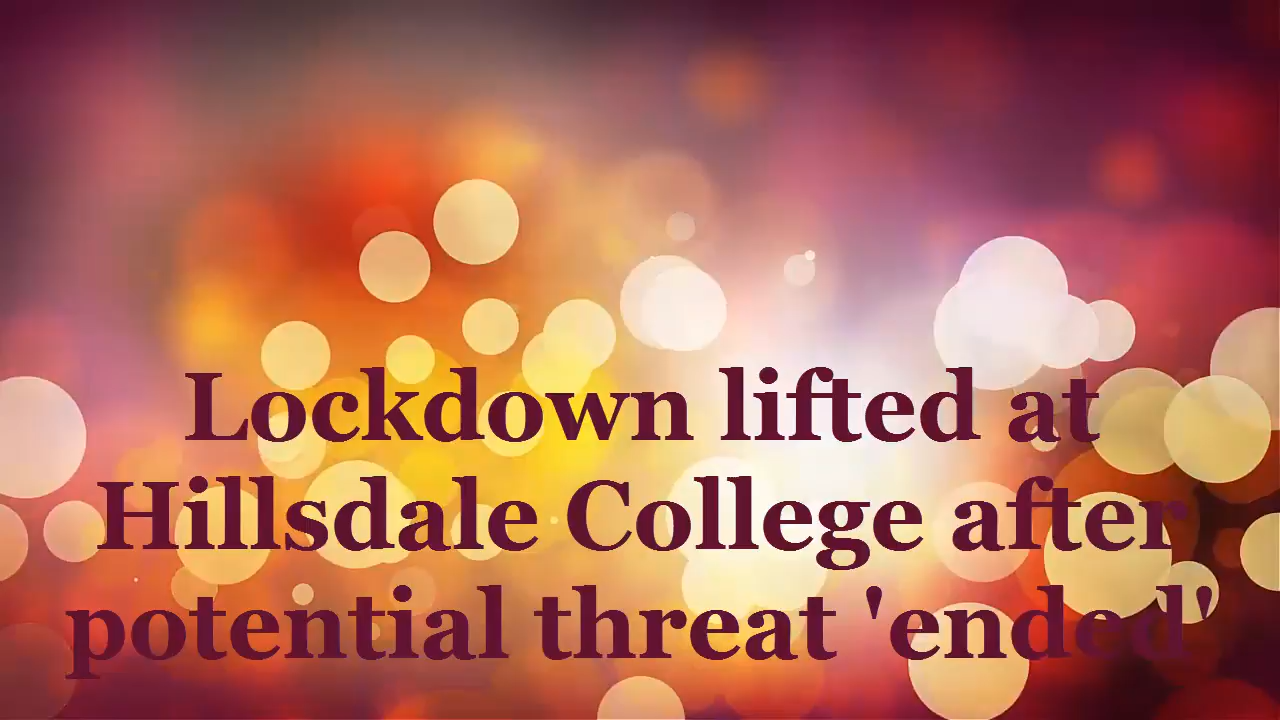 Lockdown lifted at
Hillsdale College after
potential threat 'ended'